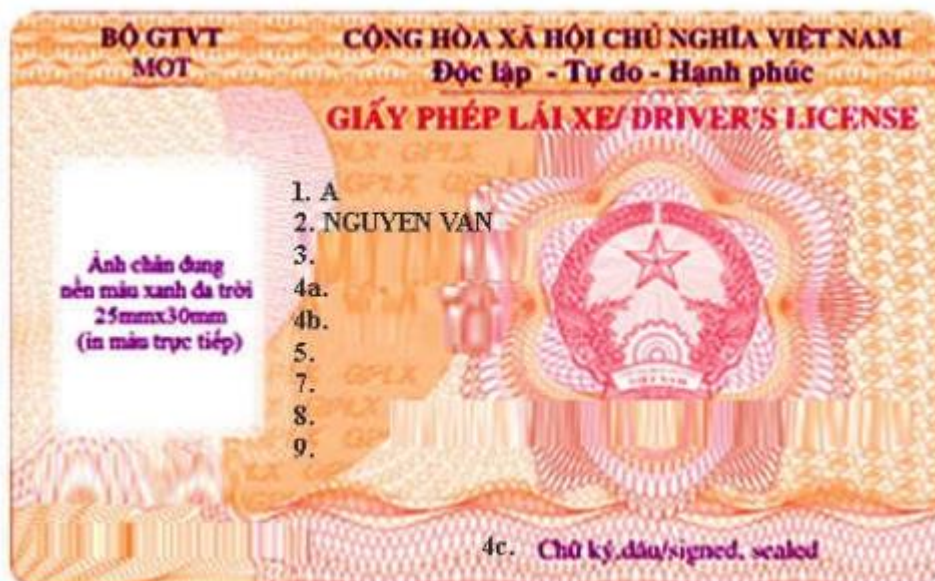 BỘ GTVT
MOT
CỘNG HÒA XÃ HỘI CHỦ NGHĨA VIỆT NAM
Độc lập - Tự do - Hạnh phúc
GIẤY PHÉP LÁI XE/ DRIVER'S LICENSE
Ảnh chân dung
nền màu xanh da trời
25mmx30mm
(in màu trực tiếp)
1. A
2. NGUYEN VAN
3.
4a.
4b.
5.
7.
8.
9.
VIỆT NAM
4c. Chữ ký,dấu/signed, sealed